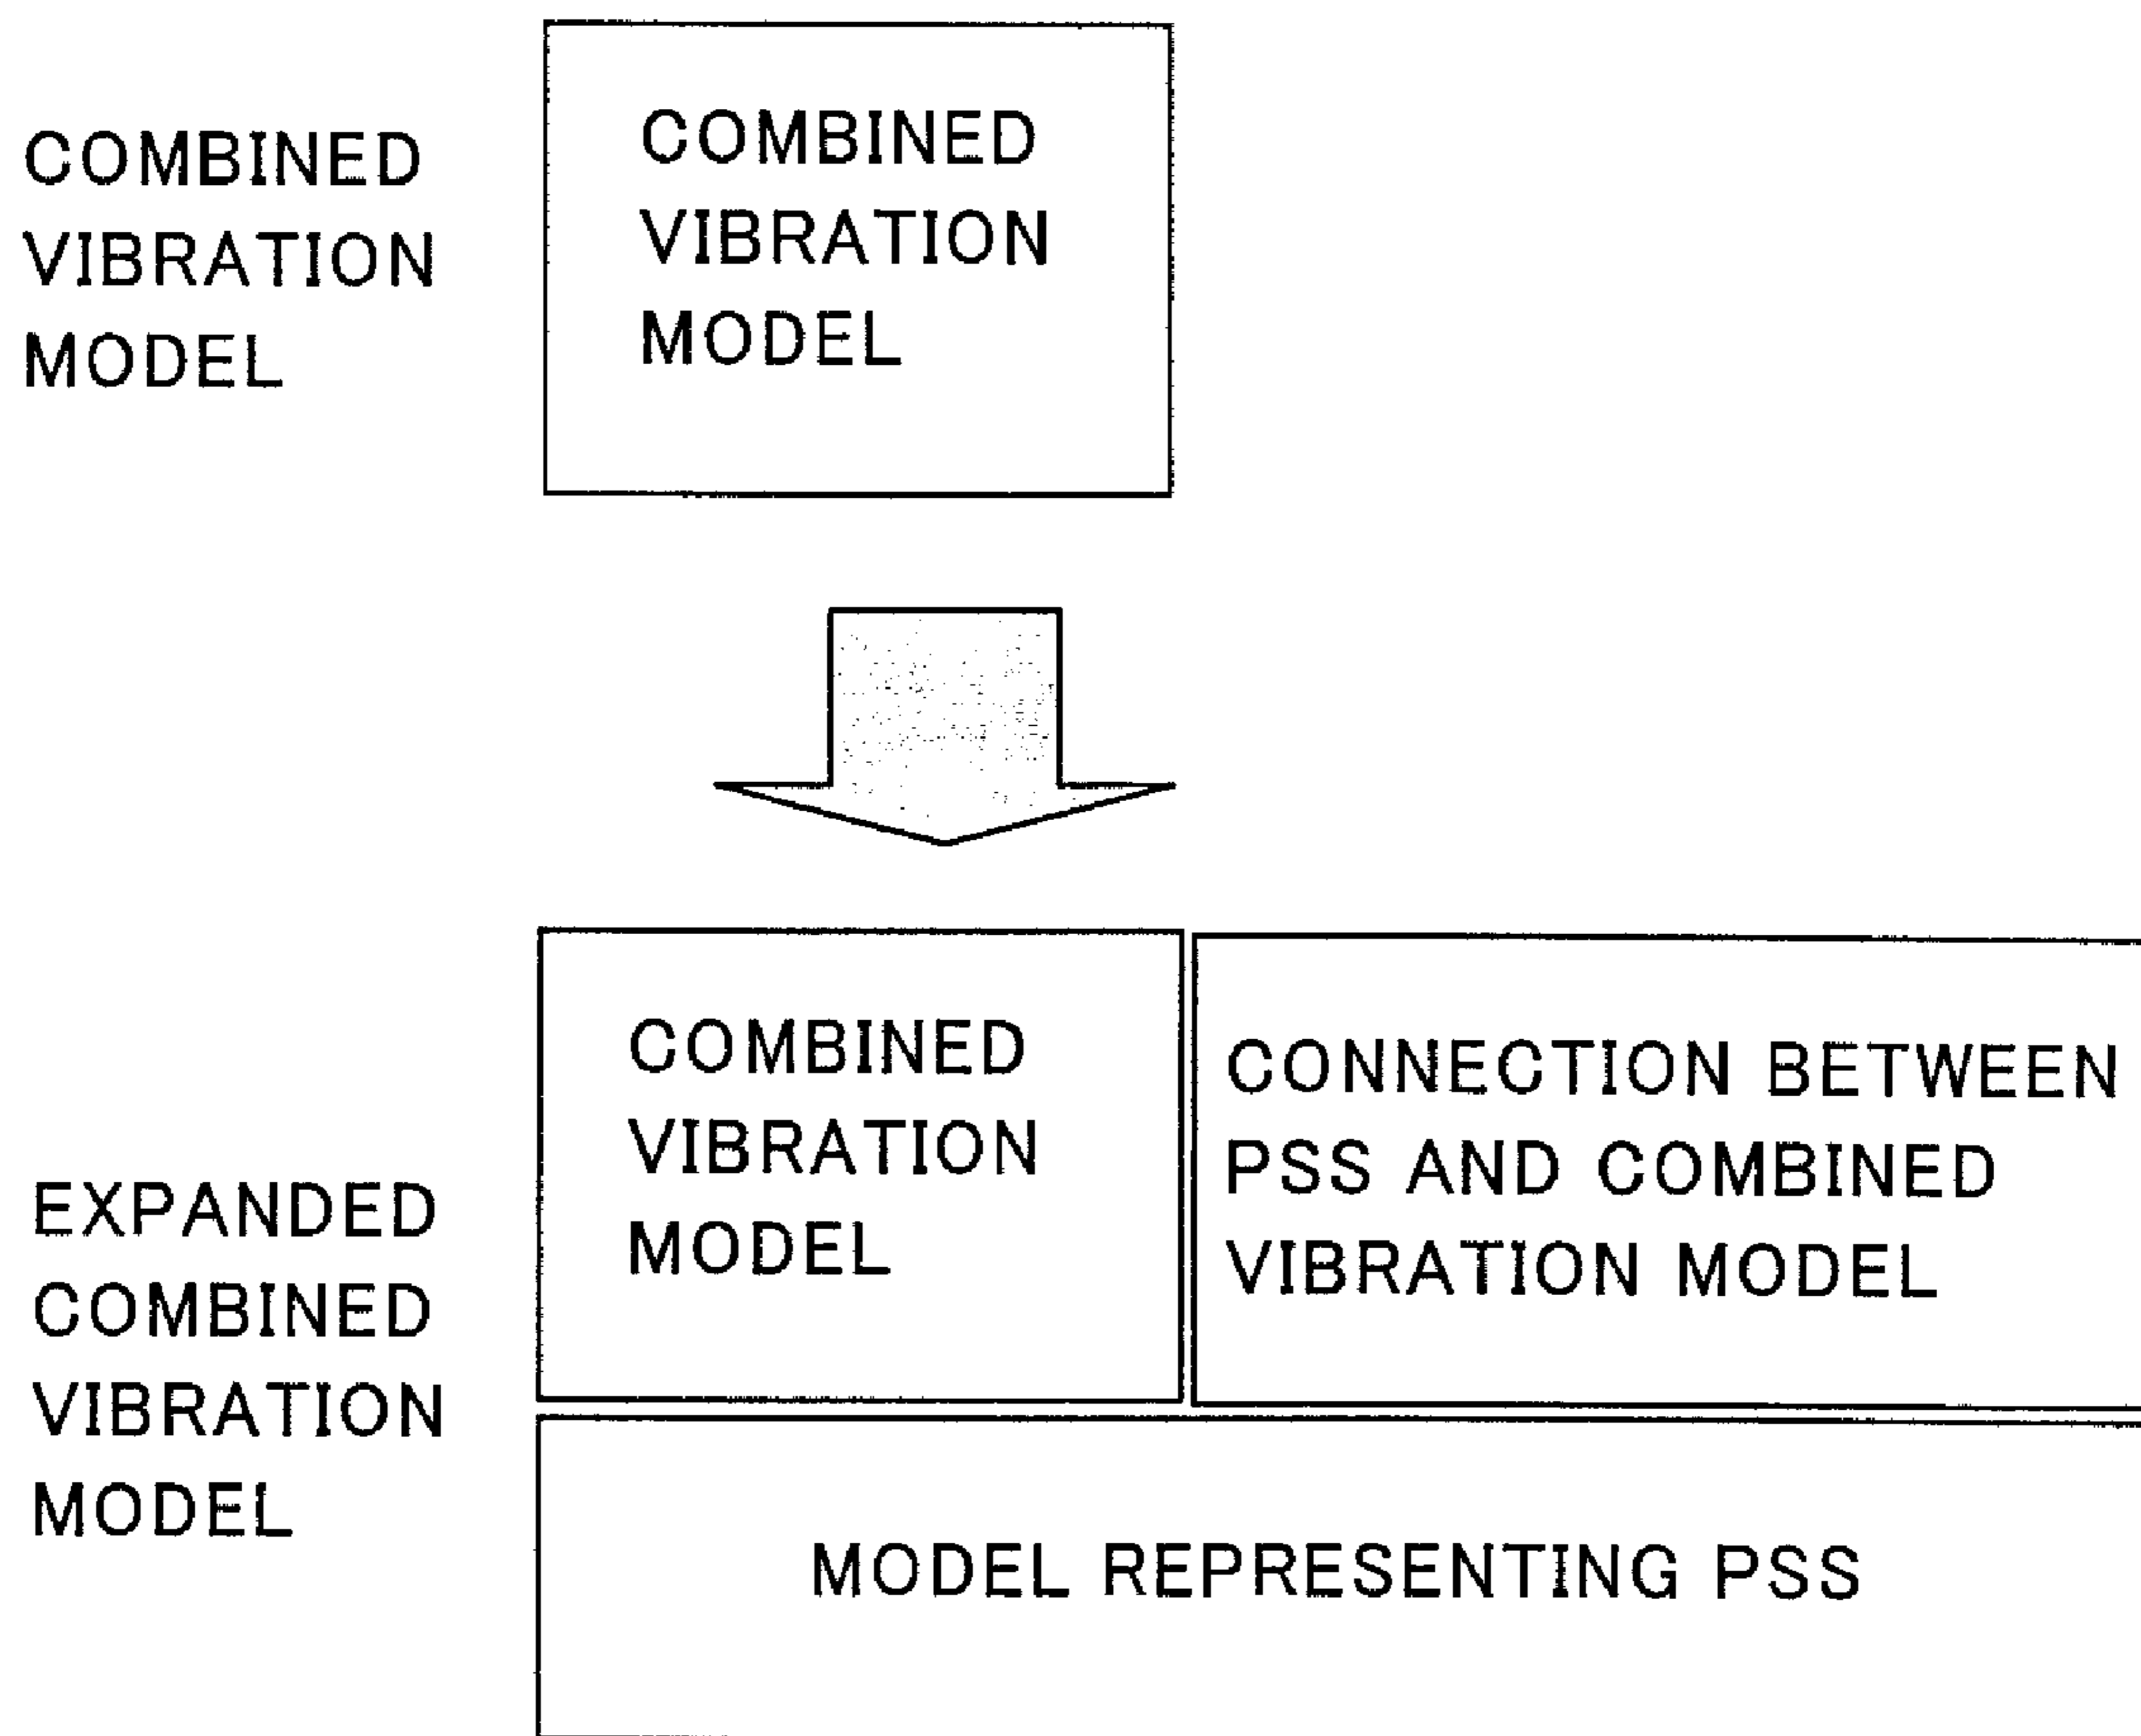 COMBINED
VIBRATION
MODEL
COMBINED
VIBRATION
MODEL
COMBINED
VIBRATION
MODEL
CONNECTION BETWEEN
PSS AND COMBINED
VIBRATION MODEL
EXPANDED
COMBINED
VIBRATION
MODEL
MODEL REPRESENTING PSS